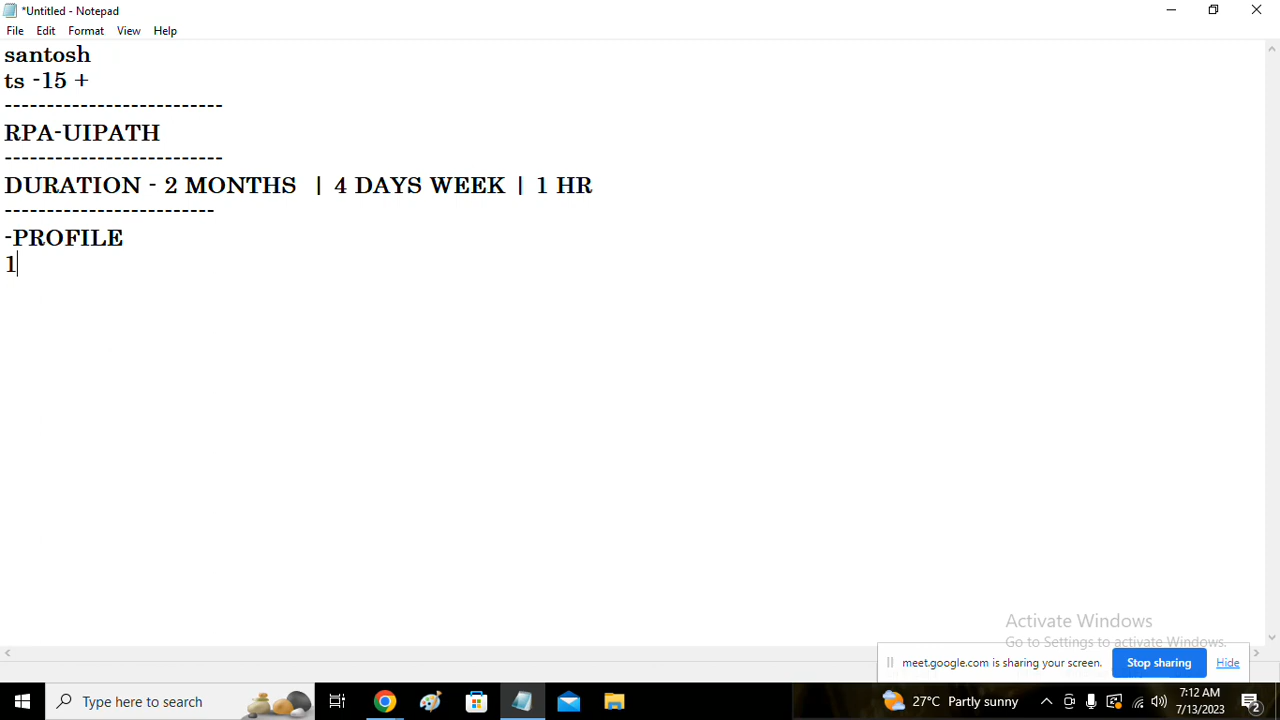 *Untitled - Notepad
File Edit Format View Help
santosh
ts -15 +
--------------------------
RPA-UIPATH
--------------------------
DURATION - 2 MONTHS | 4 DAYS WEEK | 1 HR
-------------------------
-PROFILE
1
Activate Windows
Go to Settings to activate Windows.
meet.google.com is sharing your screen. Stop sharing Hide
Type here to search 27°C Partly sunny 7:12 AM
7/13/2023 2